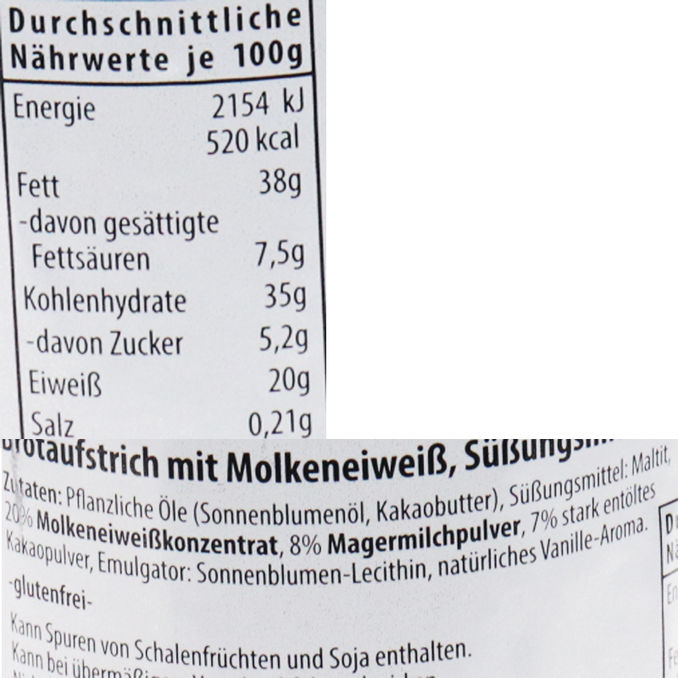 Durchschnittliche
Nährwerte je 100g
Energie 2154 kJ
520 kcal
Fett 38g
-davon gesättigte
Fettsäuren 7,5g
Kohlenhydrate 35g
-davon Zucker 5,2g
Eiweiß 20g
Salz 0,21g
Brotaufstrich mit Molkeneiweiß,
Zutaten: Pflanzliche Öle (Sonnenblumenöl, Kakaobutter), Süßungsmittel: Maltit,
20% Molkeneiweißkonzentrat, 8% Magermilchpulver, 7% stark entöltes
Kakaopulver, Emulgator: Sonnenblumen-Lecithin, natürliches Vanille-Aroma.
-glutenfrei-
Kann Spuren von Schalenfrüchten und Soja enthalten.
Kann bei